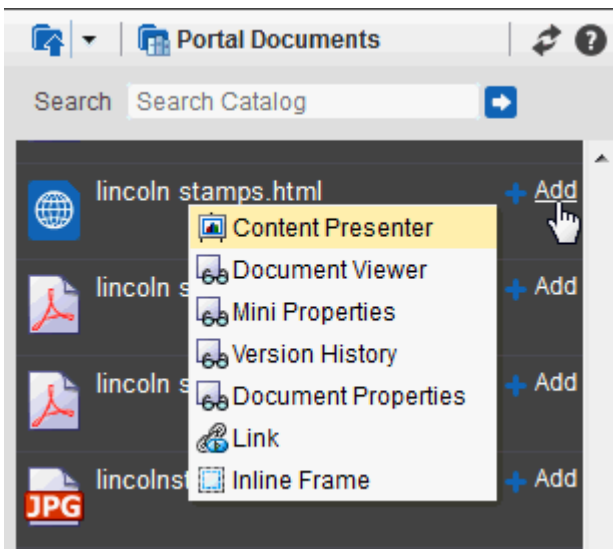 Portal Documents
Search Search Catalog
lincoln stamps.html Add
Content Presenter
Document Viewer
lincoln s Add
Mini Properties
Version History
lincoln s Add
Document Properties
Link
lincolnst Add
Inline Frame
JPG